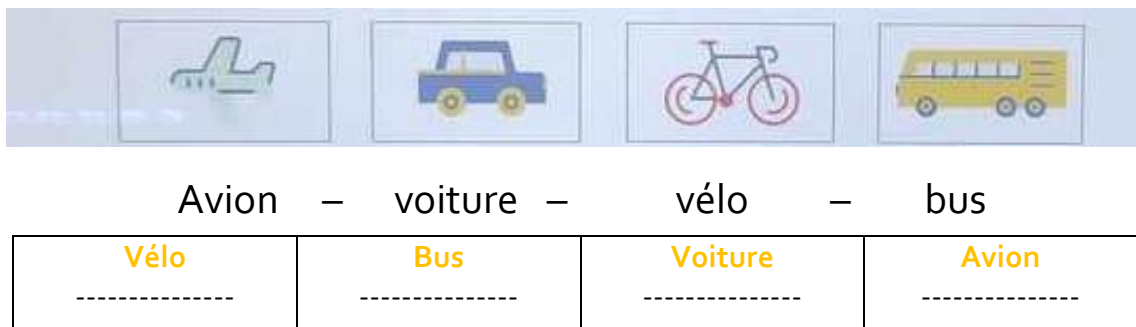 Avion – voiture – vélo – bus
Vélo Bus Voiture Avion
--------------- --------------- --------------- ---------------